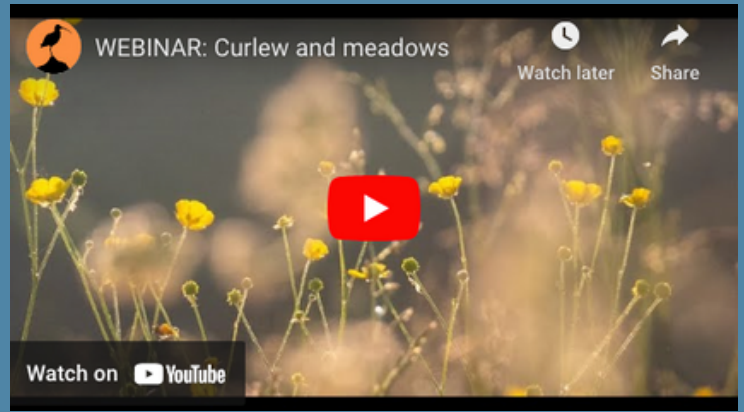 WEBINAR: Curlew and meadows
Watch later
Share
Watch on YouTube